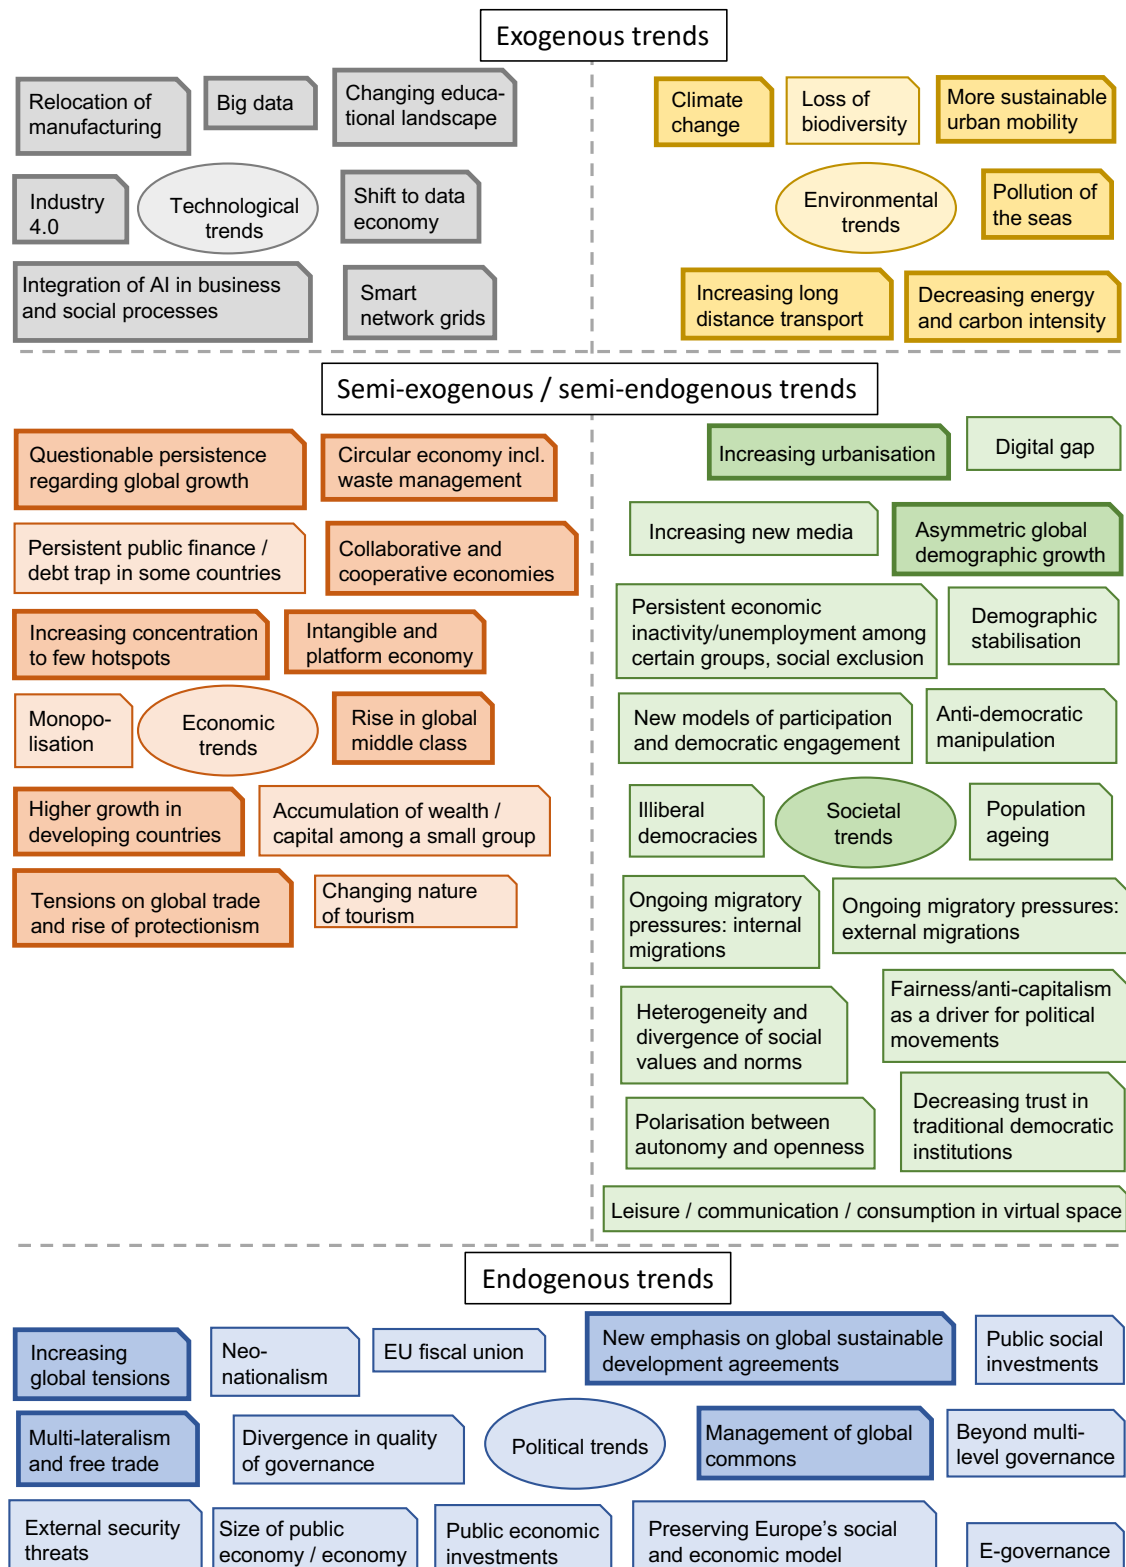 Exogenous trends
Relocation of
manufacturing
Big data
Changing educa-
tional landscape
Industry
4.0
Technological
trends
Shift to data
economy
Integration of AI in business
and social processes
Smart
network grids
Climate
change
Loss of
biodiversity
More sustainable
urban mobility
Environmental
trends
Pollution of
the seas
Increasing long
distance transport
Decreasing energy
and carbon intensity
Semi-exogenous / semi-endogenous trends
Questionable persistence
regarding global growth
Circular economy incl.
waste management
Persistent public finance /
debt trap in some countries
Collaborative and
cooperative economies
Increasing concentration
to few hotspots
Intangible and
platform economy
Monopo-
lisation
Economic
trends
Rise in global
middle class
Higher growth in
developing countries
Accumulation of wealth /
capital among a small group
Tensions on global trade
and rise of protectionism
Changing nature
of tourism
Increasing urbanisation
Digital gap
Increasing new media
Asymmetric global
demographic growth
Persistent economic
inactivity/unemployment among
certain groups, social exclusion
Demographic
stabilisation
New models of participation
and democratic engagement
Anti-democratic
manipulation
Illiberal
democracies
Societal
trends
Population
ageing
Ongoing migratory
pressures: internal
migrations
Ongoing migratory pressures:
external migrations
Heterogeneity and
divergence of social
values and norms
Fairness/anti-capitalism
as a driver for political
movements
Polarisation between
autonomy and openness
Decreasing trust in
traditional democratic
institutions
Leisure / communication / consumption in virtual space
Endogenous trends
Increasing
global tensions
Neo-
nationalism
EU fiscal union
New emphasis on global sustainable
development agreements
Public social
investments
Multi-lateralism
and free trade
Divergence in quality
of governance
Political trends
Management of global
commons
Beyond multi-
level governance
External security
threats
Size of public
economy / economy
Public economic
investments
Preserving Europe's social
and economic model
E-governance